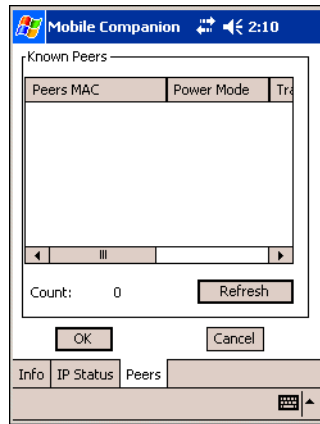 Mobile Companion 2:10
Known Peers
Peers MAC Power Mode Tra
Count: 0 Refresh
OK Cancel
Info IP Status Peers